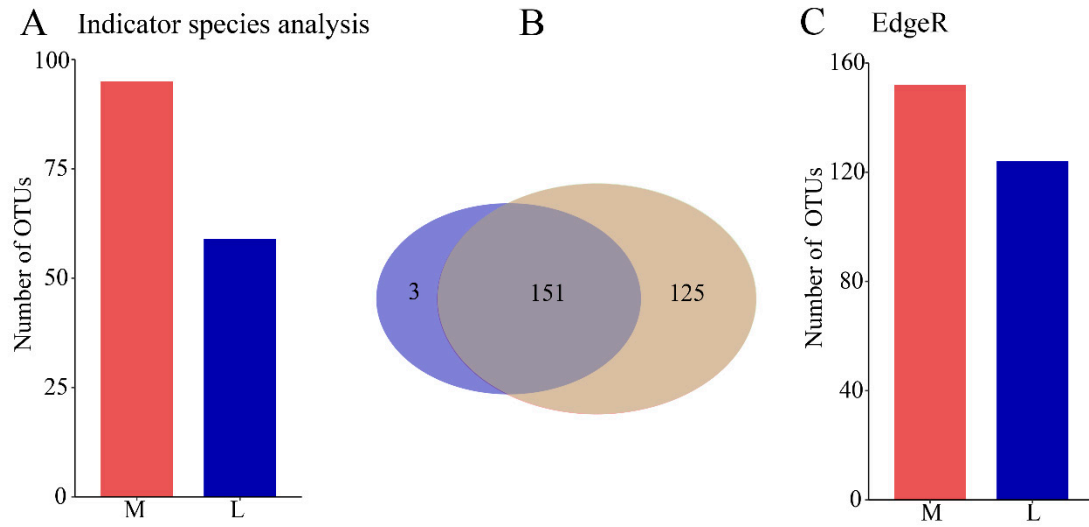 A Indicator species analysis
Number of OTUs
100
75
50
25
0
M L
B
3 151 125
C EdgeR
Number of OTUs
160
120
80
40
0
M L